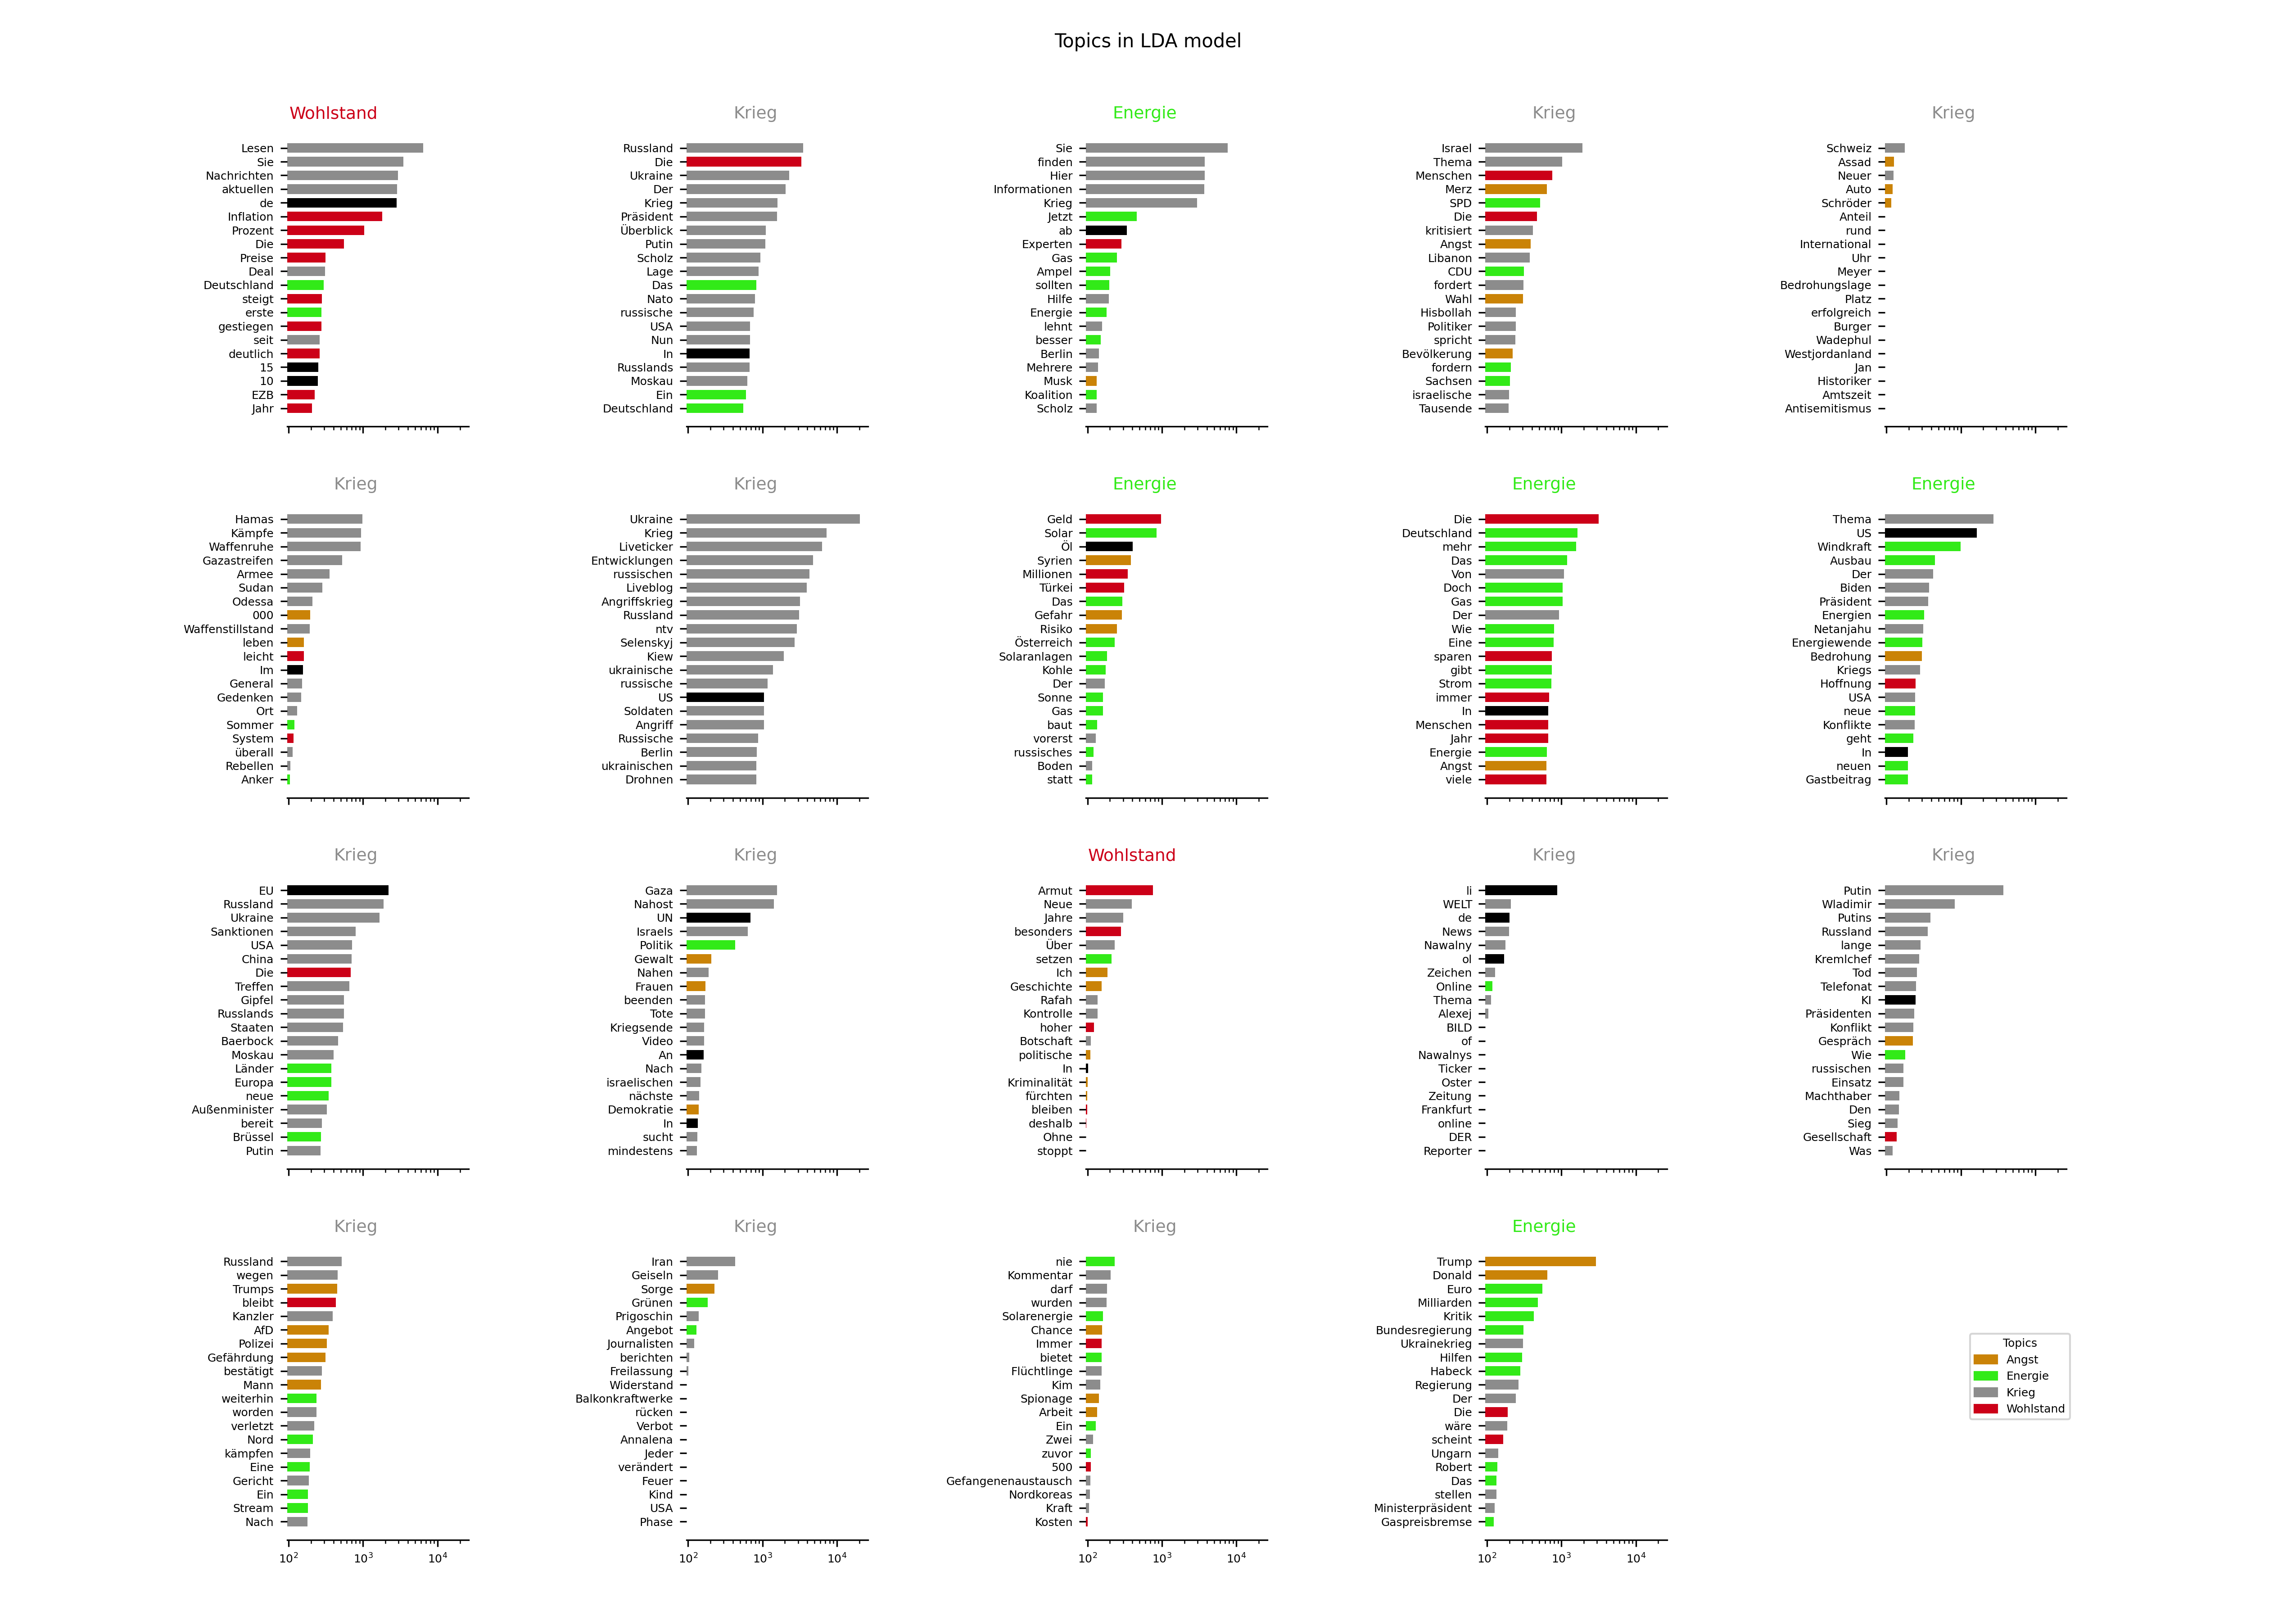 Topics in LDA model
Wohlstand
Lesen
Sie
Nachrichten
aktuellen
de
Inflation
Prozent
Die
Preise
Deal
Deutschland
steigt
erste
gestiegen
seit
deutlich
15
10
EZB
Jahr
Krieg
Russland
Die
Ukraine
Der
Krieg
Präsident
Überblick
Putin
Scholz
Lage
Das
Nato
russische
USA
Nun
In
Russlands
Moskau
Ein
Deutschland
Energie
Sie
finden
Hier
Informationen
Krieg
Jetzt
ab
Experten
Gas
Ampel
sollten
Hilfe
Energie
lehnt
besser
Berlin
Mehrere
Musk
Koalition
Scholz
Krieg
Israel
Thema
Menschen
Merz
SPD
Die
kritisiert
Angst
Libanon
CDU
fordert
Wahl
Hisbollah
Politiker
spricht
Bevölkerung
fordern
Sachsen
israelische
Tausende
Krieg
Schweiz
Assad
Neuer
Auto
Schröder
Anteil
rund
International
Uhr
Meyer
Bedrohungslage
Platz
erfolgreich
Burger
Wadephul
Westjordanland
Jan
Historiker
Amtszeit
Antisemitismus
Krieg
Hamas
Kämpfe
Waffenruhe
Gazastreifen
Armee
Sudan
Odessa
000
Waffenstillstand
leben
leicht
Im
General
Gedenken
Ort
Sommer
System
überall
Rebellen
Anker
Krieg
Ukraine
Krieg
Liveticker
Entwicklungen
russischen
Liveblog
Angriffskrieg
Russland
ntv
Selenskyj
Kiew
ukrainische
russische
US
Soldaten
Angriff
Russische
Berlin
ukrainischen
Drohnen
Energie
Geld
Solar
Öl
Syrien
Millionen
Türkei
Das
Gefahr
Risiko
Österreich
Solaranlagen
Kohle
Der
Sonne
Gas
baut
vorerst
russisches
Boden
statt
Energie
Die
Deutschland
mehr
Das
Von
Doch
Gas
Der
Wie
Eine
sparen
gibt
Strom
immer
In
Menschen
Jahr
Energie
Angst
viele
Energie
Thema
US
Windkraft
Ausbau
Der
Biden
Präsident
Energien
Netanjahu
Energiewende
Bedrohung
Kriegs
Hoffnung
USA
neue
Konflikte
geht
In
neuen
Gastbeitrag
Krieg
EU
Russland
Ukraine
Sanktionen
USA
China
Die
Treffen
Gipfel
Russlands
Staaten
Baerbock
Moskau
Länder
Europa
neue
Außenminister
bereit
Brüssel
Putin
Krieg
Gaza
Nahost
UN
Israels
Politik
Gewalt
Nahen
Frauen
beenden
Tote
Kriegsende
Video
An
Nach
israelischen
nächste
Demokratie
In
sucht
mindestens
Wohlstand
Armut
Neue
Jahre
besonders
Über
setzen
Ich
Geschichte
Rafah
Kontrolle
hoher
Botschaft
politische
In
Kriminalität
fürchten
bleiben
deshalb
Ohne
stoppt
Krieg
li
WELT
de
News
Nawalny
ol
Zeichen
Online
Thema
Alexej
BILD
of
Nawalnys
Ticker
Oster
Zeitung
Frankfurt
online
DER
Reporter
Krieg
Putin
Wladimir
Putins
Russland
lange
Kremlchef
Tod
Telefonat
KI
Präsidenten
Konflikt
Gespräch
Wie
russischen
Einsatz
Machthaber
Den
Sieg
Gesellschaft
Was
Krieg
Russland
wegen
Trumps
bleibt
Kanzler
AfD
Polizei
Gefährdung
bestätigt
Mann
weiterhin
worden
verletzt
Nord
kämpfen
Eine
Gericht
Ein
Stream
Nach
10² 10³ 10⁴
Krieg
Iran
Geiseln
Sorge
Grünen
Prigoschin
Angebot
Journalisten
berichten
Freilassung
Widerstand
Balkonkraftwerke
rücken
Verbot
Annalena
Jeder
verändert
Feuer
Kind
USA
Phase
10² 10³ 10⁴
Krieg
nie
Kommentar
darf
wurden
Solarenergie
Chance
Immer
bietet
Flüchtlinge
Kim
Spionage
Arbeit
Ein
Zwei
zuvor
500
Gefangenenaustausch
Nordkoreas
Kraft
Kosten
10² 10³ 10⁴
Energie
Trump
Donald
Euro
Milliarden
Kritik
Bundesregierung
Ukrainekrieg
Hilfen
Habeck
Regierung
Der
Die
wäre
scheint
Ungarn
Robert
Das
stellen
Ministerpräsident
Gaspreisbremse
10² 10³ 10⁴
Topics
Angst
Energie
Krieg
Wohlstand